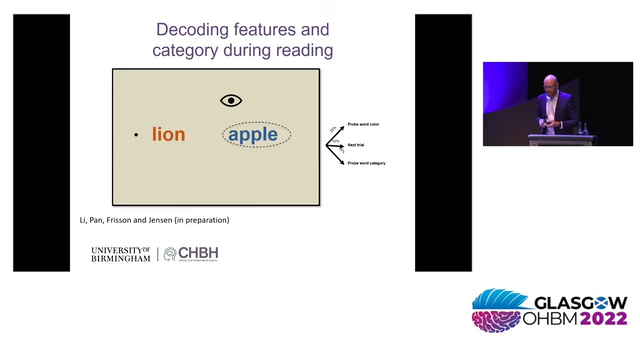 Decoding features and
category during reading
lion
apple
Probe word color
Next trial
Probe word category
Li, Pan, Frisson and Jensen (in preparation)
UNIVERSITY OF
BIRMINGHAM
CHBH
GLASGOW
OHBM 2022